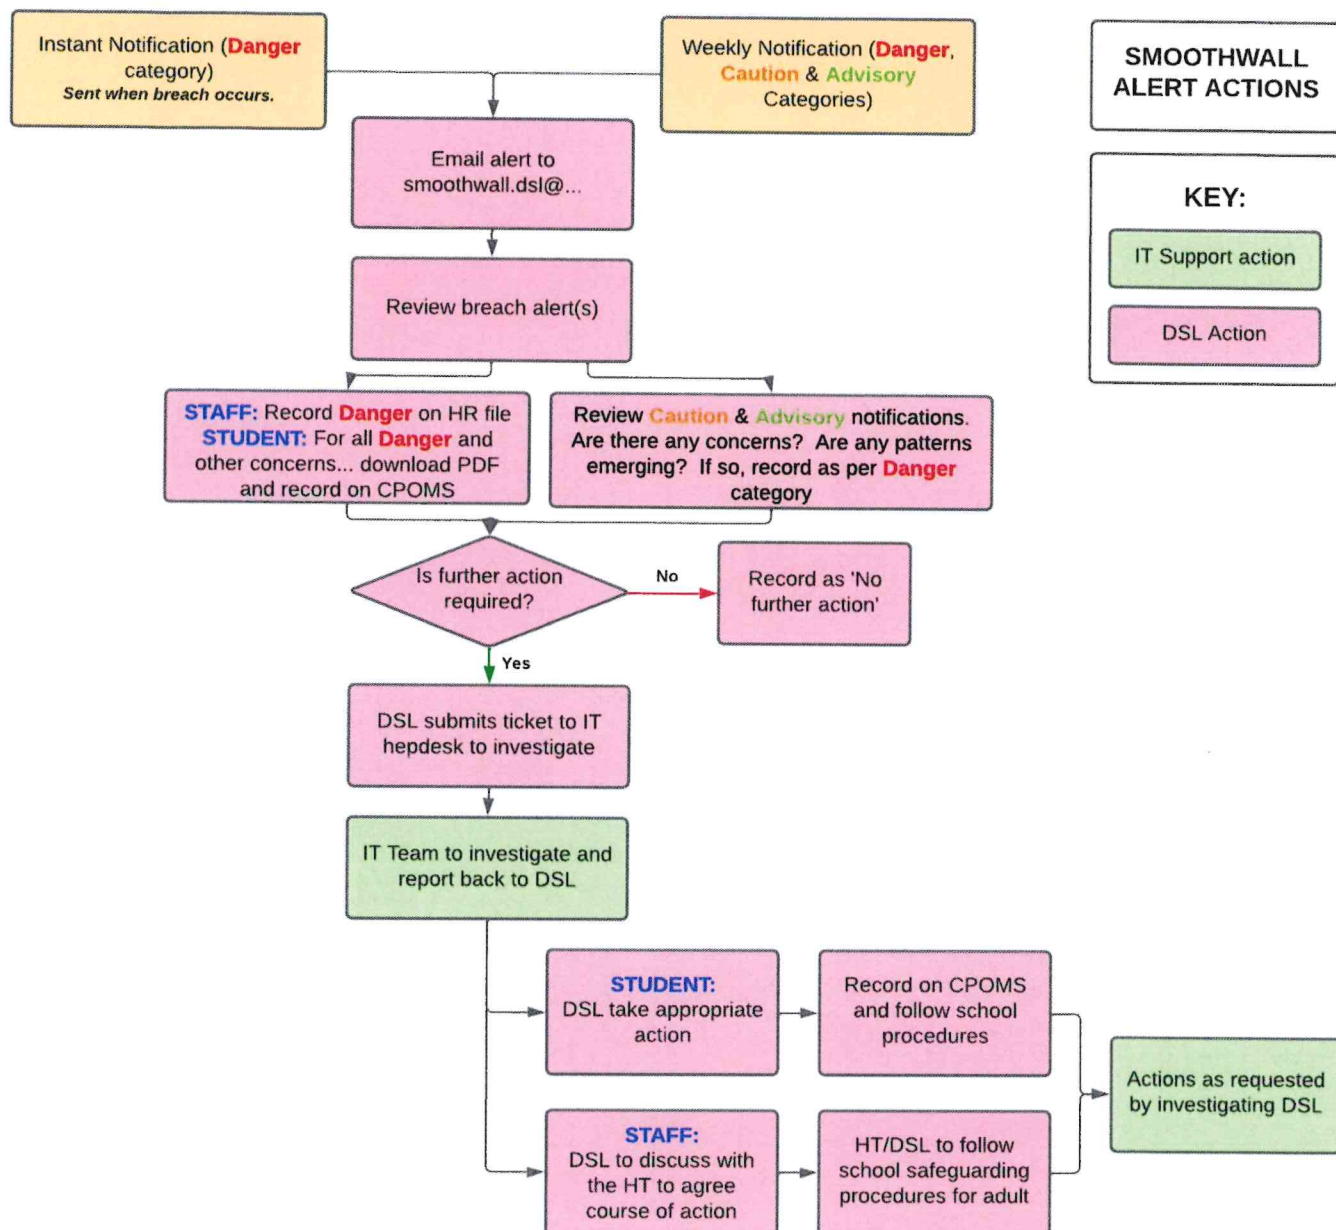 Instant Notification (Danger
category)
Sent when breach occurs.
Weekly Notification (Danger,
Caution & Advisory
Categories)
SMOOTHWALL
ALERT ACTIONS
KEY:
IT Support action
DSL Action
Email alert to
smoothwall.dsl@...
Review breach alert(s)
STAFF: Record Danger on HR file
STUDENT: For all Danger and
other concerns... download PDF
and record on CPOMS
Review Caution & Advisory notifications.
Are there any concerns?  Are any patterns
emerging?  If so, record as per Danger
category
Is further action
required?
No
Record as 'No
further action'
Yes
DSL submits ticket to IT
hepdesk to investigate
IT Team to investigate and
report back to DSL
STUDENT:
DSL take appropriate
action
Record on CPOMS
and follow school
procedures
STAFF:
DSL to discuss with
the HT to agree
course of action
HT/DSL to follow
school safeguarding
procedures for adult
Actions as requested
by investigating DSL